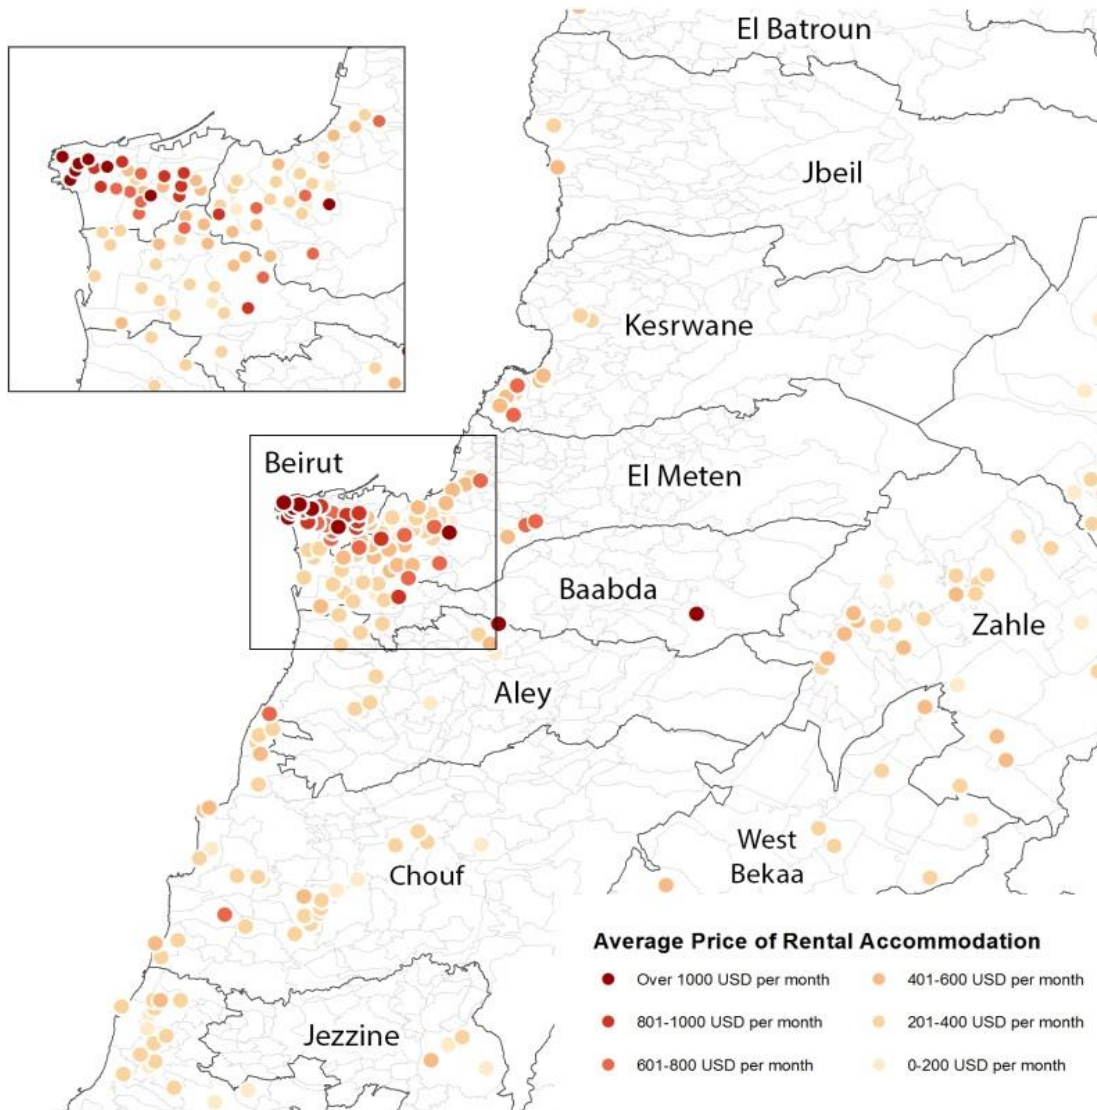 El Batroun
Jbeil
Kesrwane
Beirut
El Meten
Baabda
Zahle
Aley
West
Bekaa
Chouf
Average Price of Rental Accommodation
Over 1000 USD per month
401-600 USD per month
801-1000 USD per month
201-400 USD per month
Jezzine
601-800 USD per month
0-200 USD per month